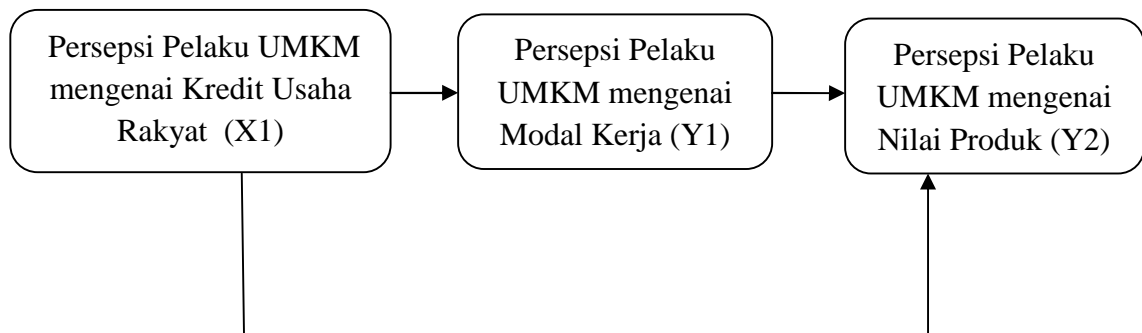 Persepsi Pelaku UMKM
mengenai Kredit Usaha
Rakyat (X1)
Persepsi Pelaku
UMKM mengenai
Modal Kerja (Y1)
Persepsi Pelaku
UMKM mengenai
Nilai Produk (Y2)